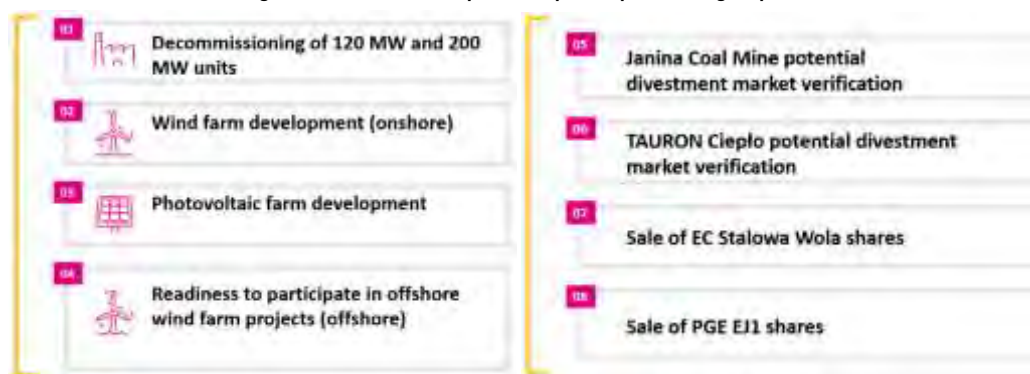 01
Decommissioning of 120 MW and 200
MW units
02
Wind farm development (onshore)
03
Photovoltaic farm development
04
Readiness to participate in offshore
wind farm projects (offshore)
05
Janina Coal Mine potential
divestment market verification
06
TAURON Ciepło potential divestment
market verification
07
Sale of EC Stalowa Wola shares
08
Sale of PGE EJ1 shares